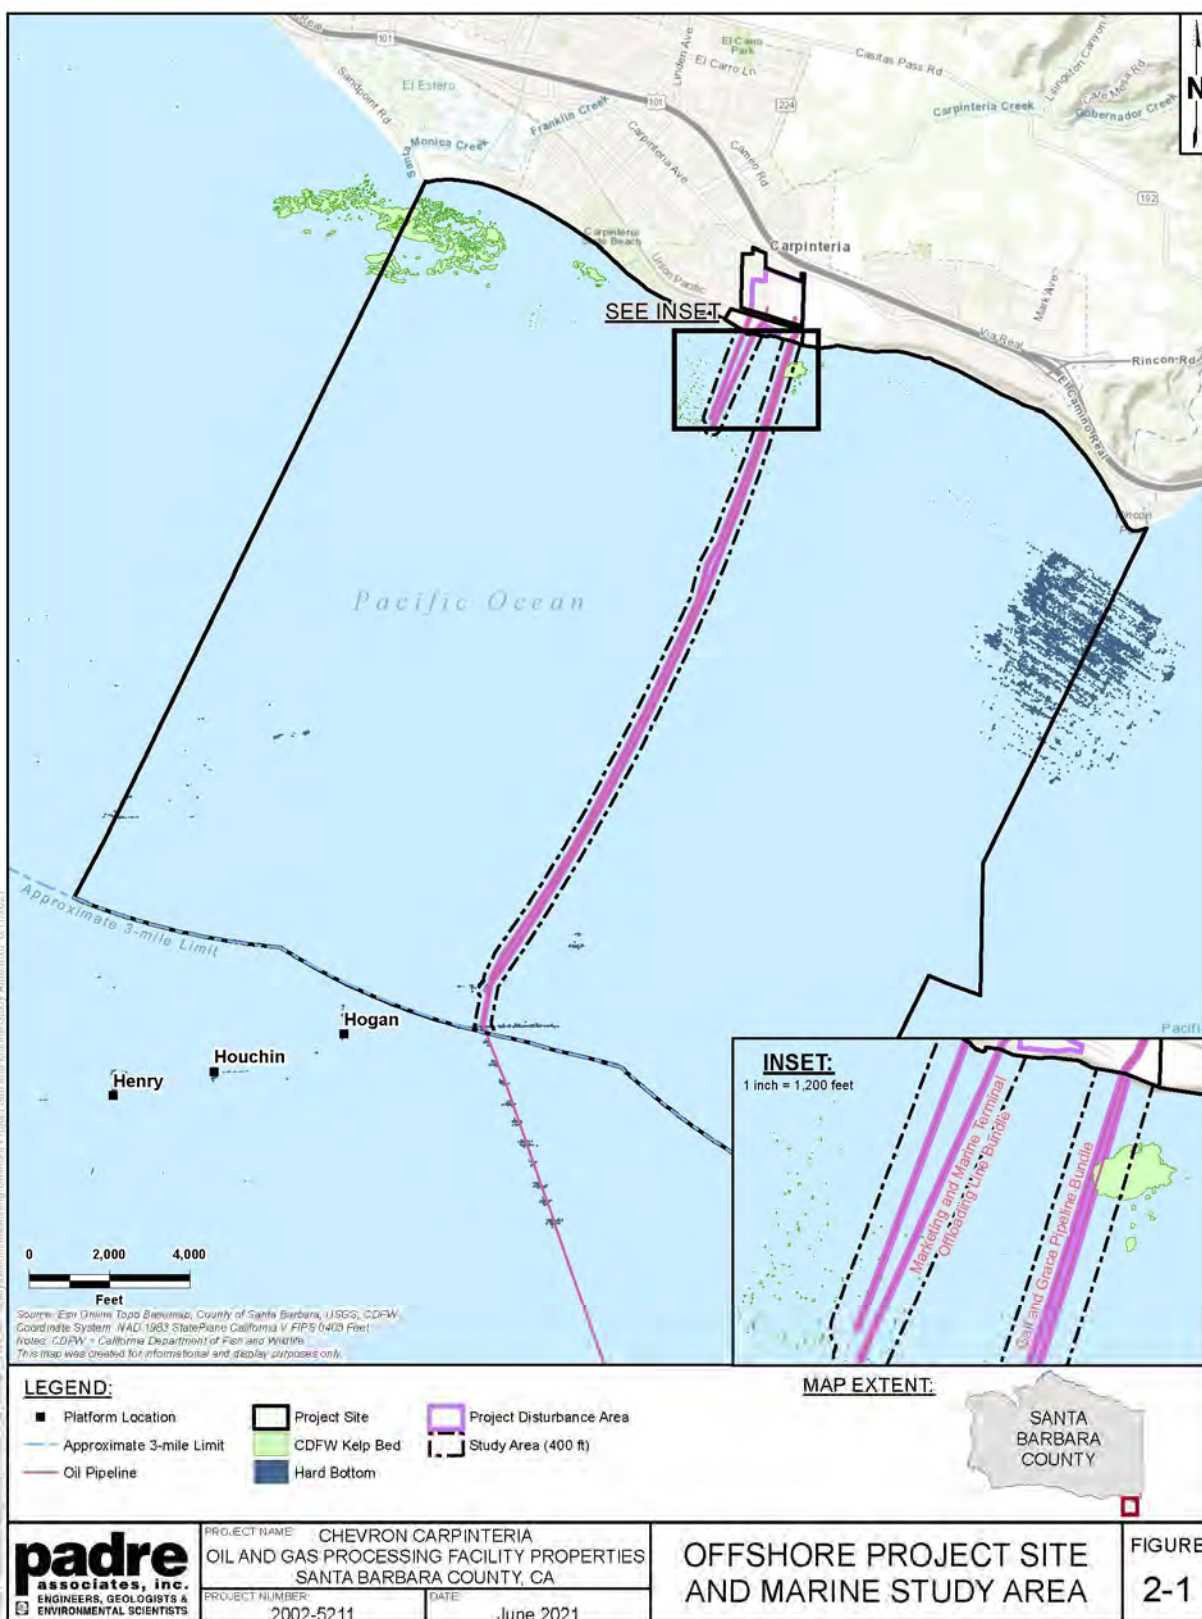 101
El Carro
Park
El Carro Ln
Linden Ave
Casitas Pass Rd
Lillingston Canyon
Cate Mesa Rd
Gobernador Creek
Carpinteria Creek
N
Sandpoint Rd
El Estero
101
224
Franklin Creek
Santa
Monica Creek
Carpinteria Ave
Cameo Rd
192
Carpinteria
State Beach
Union Pacific
Carpinteria
SEE INSET
Mark Ave
Via Real
Rincon Rd
El Camino Real
Rincon
Pacific Ocean
Approximate 3-mile Limit
Hogan
Houchin
Henry
Pacifi
INSET:
1 inch = 1,200 feet
Marketing and Marine Terminal
Offloading Line Bundle
Gail and Grace Pipeline Bundle
0 2,000 4,000
Feet
Source: Esri Online Topo Basemap, County of Santa Barbara, USGS, CDFW
Coordinate System: NAD 1983 StatePlane California V FIPS 0405 Feet
Notes: CDFW = California Department of Fish and Wildlife
This map was created for informational and display purposes only.
LEGEND:
Platform Location
Approximate 3-mile Limit
Oil Pipeline
Project Site
CDFW Kelp Bed
Hard Bottom
Project Disturbance Area
Study Area (400 ft)
MAP EXTENT:
SANTA
BARBARA
COUNTY
padre
associates, inc.
ENGINEERS, GEOLOGISTS &
ENVIRONMENTAL SCIENTISTS
PROJECT NAME: CHEVRON CARPINTERIA
OIL AND GAS PROCESSING FACILITY PROPERTIES
SANTA BARBARA COUNTY, CA
PROJECT NUMBER:
2002-5211
DATE:
June 2021
OFFSHORE PROJECT SITE
AND MARINE STUDY AREA
FIGURE
2-1